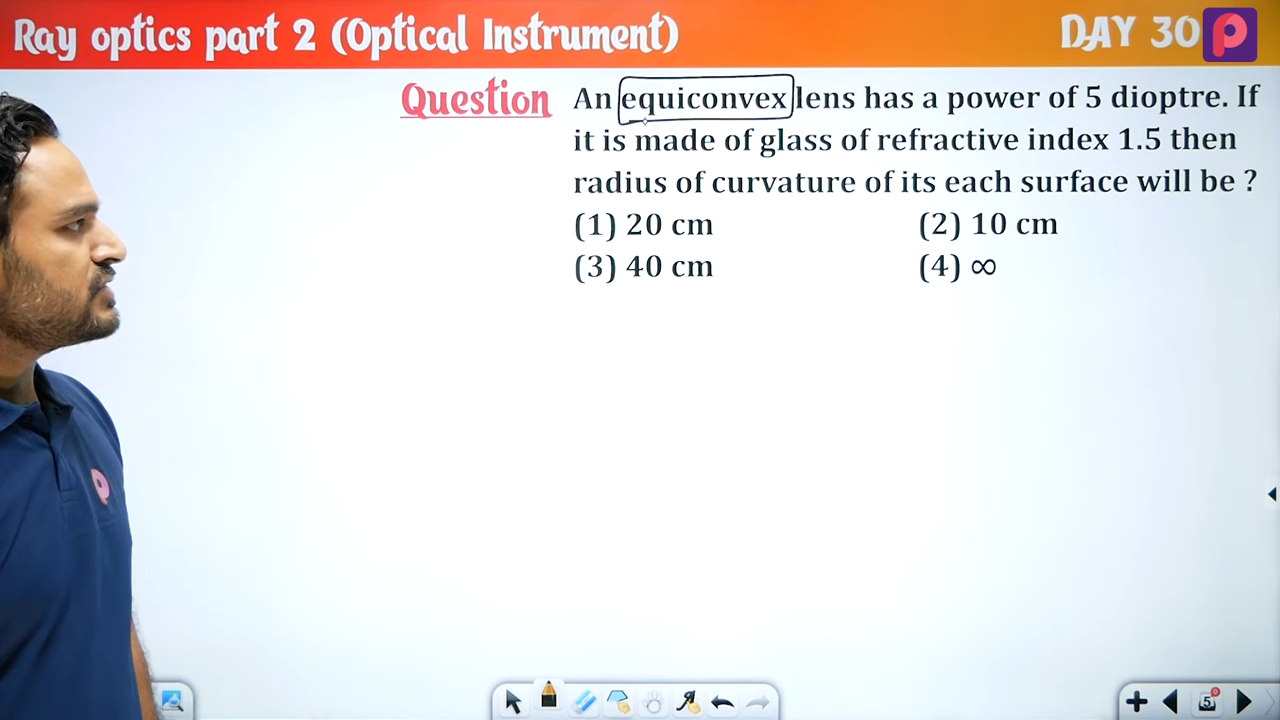 Ray optics part 2 (Optical Instrument)
DAY 30
Question
An equiconvex lens has a power of 5 dioptre. If
it is made of glass of refractive index 1.5 then
radius of curvature of its each surface will be ?
(1) 20 cm (2) 10 cm
(3) 40 cm (4) ∞